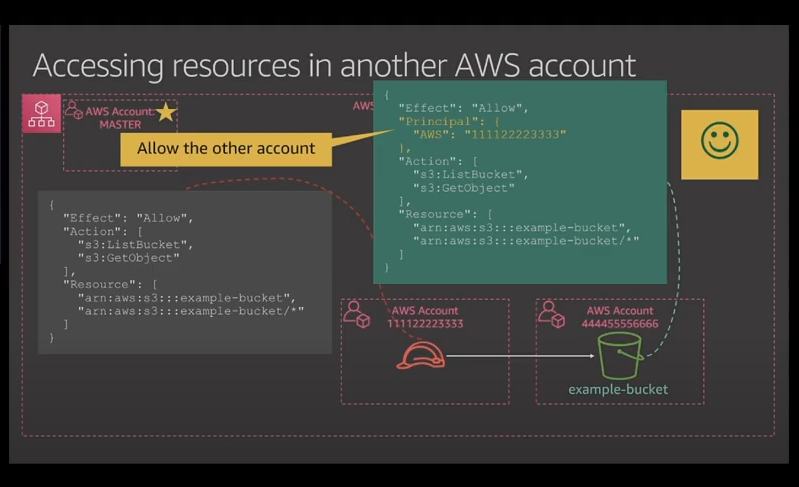 Accessing resources in another AWS account
AWS Account:
MASTER
AWS
Allow the other account
{
"Effect": "Allow",
"Principal": {
"AWS": "111122223333"
},
"Action": [
"s3:ListBucket",
"s3:GetObject"
],
"Resource": [
"arn:aws:s3:::example-bucket",
"arn:aws:s3:::example-bucket/*"
]
}
{
"Effect": "Allow",
"Action": [
"s3:ListBucket",
"s3:GetObject"
],
"Resource": [
"arn:aws:s3:::example-bucket",
"arn:aws:s3:::example-bucket/*"
]
}
AWS Account
111122223333
AWS Account
444455556666
example-bucket